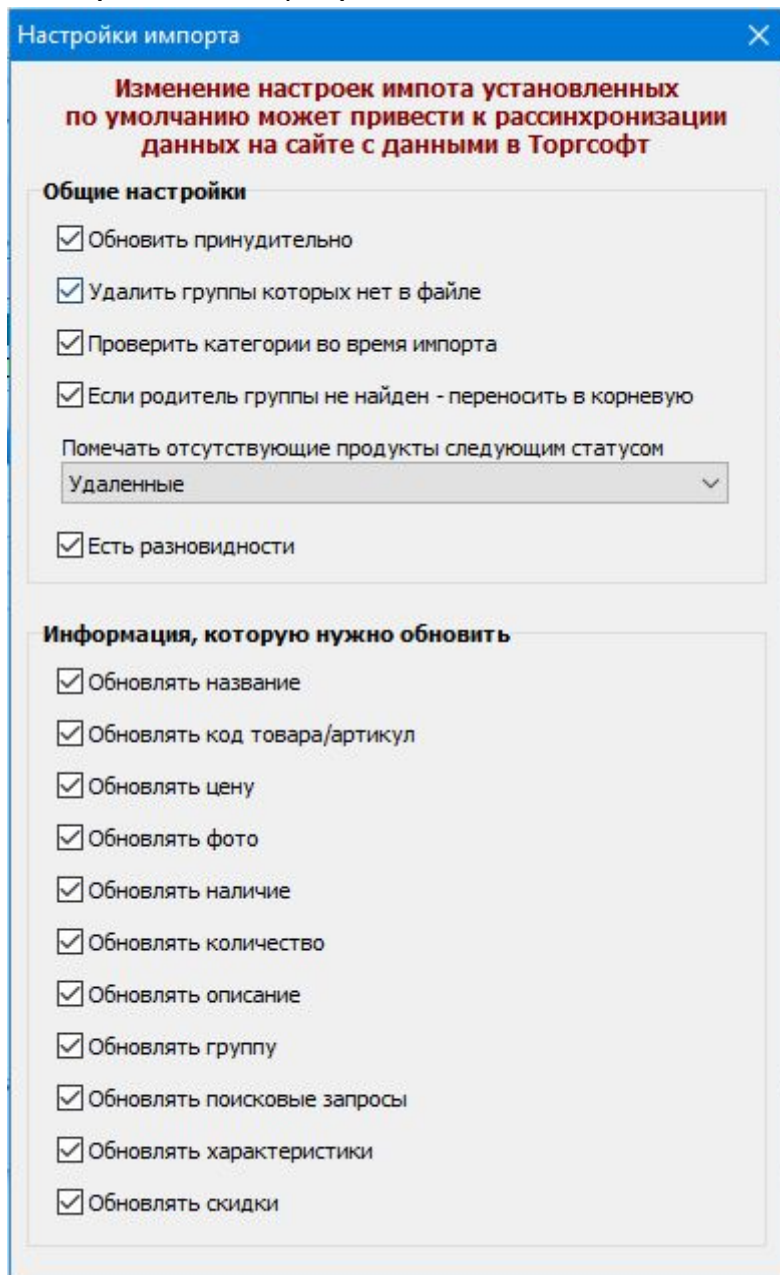 Настройки импорта
Изменение настроек импота установленных
по умолчанию может привести к рассинхронизации
данных на сайте с данными в Торгсофт
Общие настройки
Обновить принудительно
Удалить группы которых нет в файле
Проверить категории во время импорта
Если родитель группы не найден - переносить в корневую
Помечать отсутствующие продукты следующим статусом
Удаленные
Есть разновидности
Информация, которую нужно обновить
Обновлять название
Обновлять код товара/артикул
Обновлять цену
Обновлять фото
Обновлять наличие
Обновлять количество
Обновлять описание
Обновлять группу
Обновлять поисковые запросы
Обновлять характеристики
Обновлять скидки